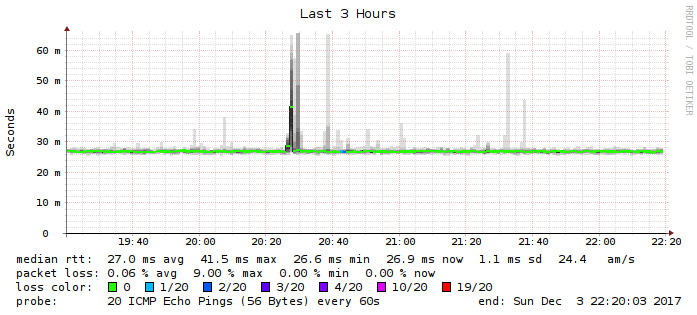 Last 3 Hours
RRDTOOL / TOBI OETIKER
Seconds
60 m
50 m
40 m
30 m
20 m
10 m
0
19:40 20:00 20:20 20:40 21:00 21:20 21:40 22:00 22:20
median rtt: 27.0 ms avg 41.5 ms max 26.6 ms min 26.9 ms now 1.1 ms sd 24.4 am/s
packet loss: 0.06 % avg 9.00 % max 0.00 % min 0.00 % now
loss color: 0 1/20 2/20 3/20 4/20 10/20 19/20
probe: 20 ICMP Echo Pings (56 Bytes) every 60s end: Sun Dec 3 22:20:03 2017